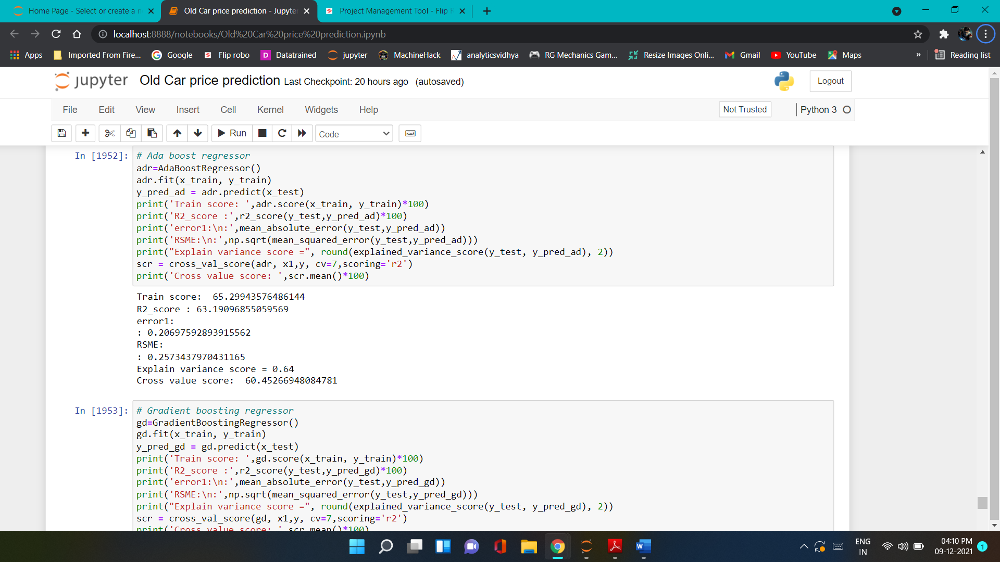 Home Page - Select or create a n
Old Car price prediction - Jupyte
Project Management Tool - Flip R
localhost:8888/notebooks/Old%20Car%20price%20prediction.ipynb
Apps
Imported From Fire...
Google
Flip robo
Datatrained
jupyter
MachineHack
analyticsvidhya
RG Mechanics Gam...
Resize Images Onli...
Gmail
YouTube
Maps
»
Reading list
jupyter Old Car price prediction Last Checkpoint: 20 hours ago (autosaved)
Logout
File Edit View Insert Cell Kernel Widgets Help
Not Trusted
Python 3
Run
Code
In [1952]:
# Ada boost regressor
adr=AdaBoostRegressor()
adr.fit(x_train, y_train)
y_pred_ad = adr.predict(x_test)
print('Train score: ',adr.score(x_train, y_train)*100)
print('R2_score :',r2_score(y_test,y_pred_ad)*100)
print('error1:\n:',mean_absolute_error(y_test,y_pred_ad))
print('RSME:\n:',np.sqrt(mean_squared_error(y_test,y_pred_ad)))
print("Explain variance score =", round(explained_variance_score(y_test, y_pred_ad), 2))
scr = cross_val_score(adr, x1,y, cv=7,scoring='r2')
print('Cross value score: ',scr.mean()*100)
Train score:  65.29943576486144
R2_score : 63.19096855059569
error1:
: 0.20697592893915562
RSME:
: 0.2573437970431165
Explain variance score = 0.64
Cross value score:  60.45266948084781
In [1953]:
# Gradient boosting regressor
gd=GradientBoostingRegressor()
gd.fit(x_train, y_train)
y_pred_gd = gd.predict(x_test)
print('Train score: ',gd.score(x_train, y_train)*100)
print('R2_score :',r2_score(y_test,y_pred_gd)*100)
print('error1:\n:',mean_absolute_error(y_test,y_pred_gd))
print('RSME:\n:',np.sqrt(mean_squared_error(y_test,y_pred_gd)))
print("Explain variance score =", round(explained_variance_score(y_test, y_pred_gd), 2))
scr = cross_val_score(gd, x1,y, cv=7,scoring='r2')
print('Cross value score: ',scr.mean()*100)
ENG
IN
04:10 PM
09-12-2021
1